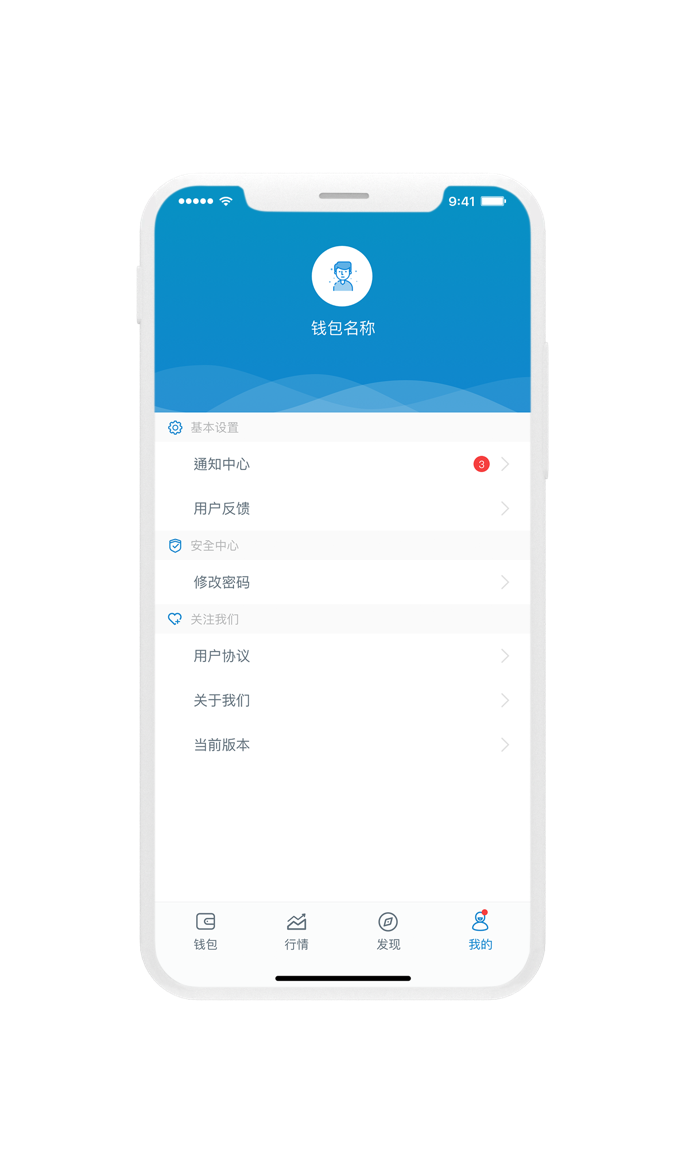 9:41
钱包名称
基本设置
通知中心 3
用户反馈
安全中心
修改密码
关注我们
用户协议
关于我们
当前版本
钱包 行情 发现 我的